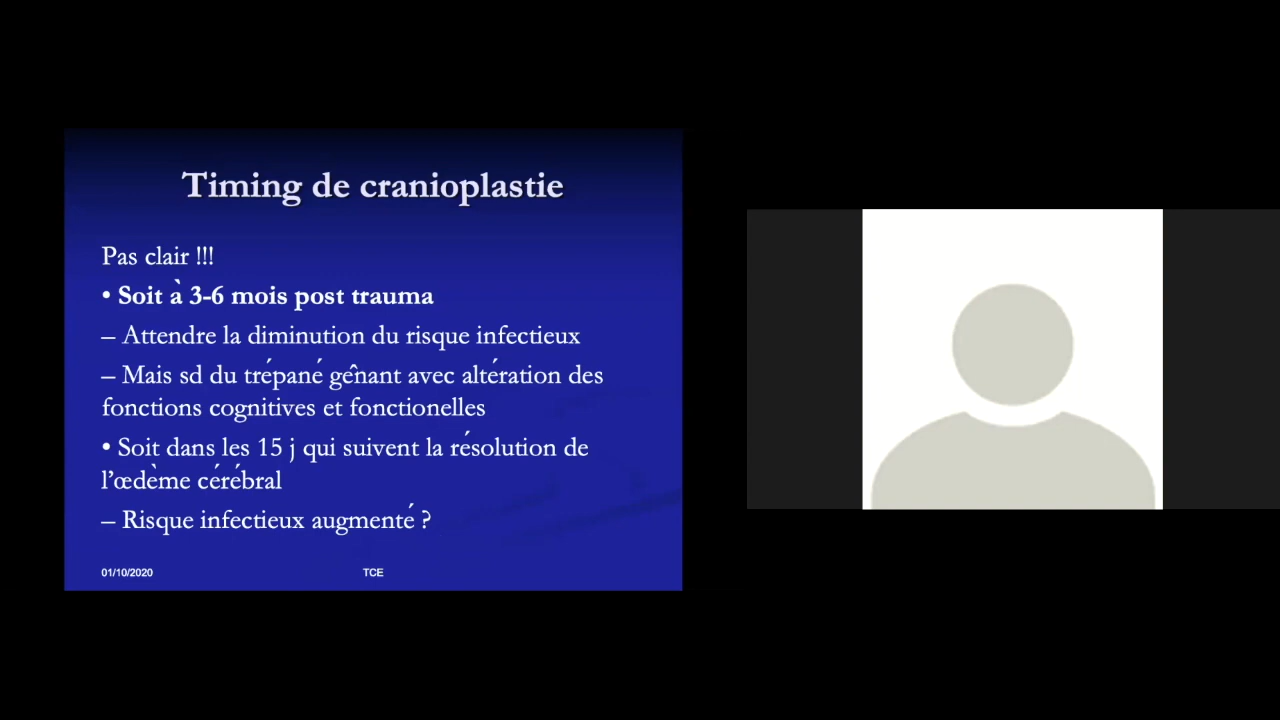 Timing de cranioplastie
Pas clair !!!
• Soit à 3-6 mois post trauma
– Attendre la diminution du risque infectieux
– Mais sd du trépané gênant avec altération des
fonctions cognitives et fonctionelles
• Soit dans les 15 j qui suivent la résolution de
l’œdème cérébral
– Risque infectieux augmenté ?
01/10/2020
TCE